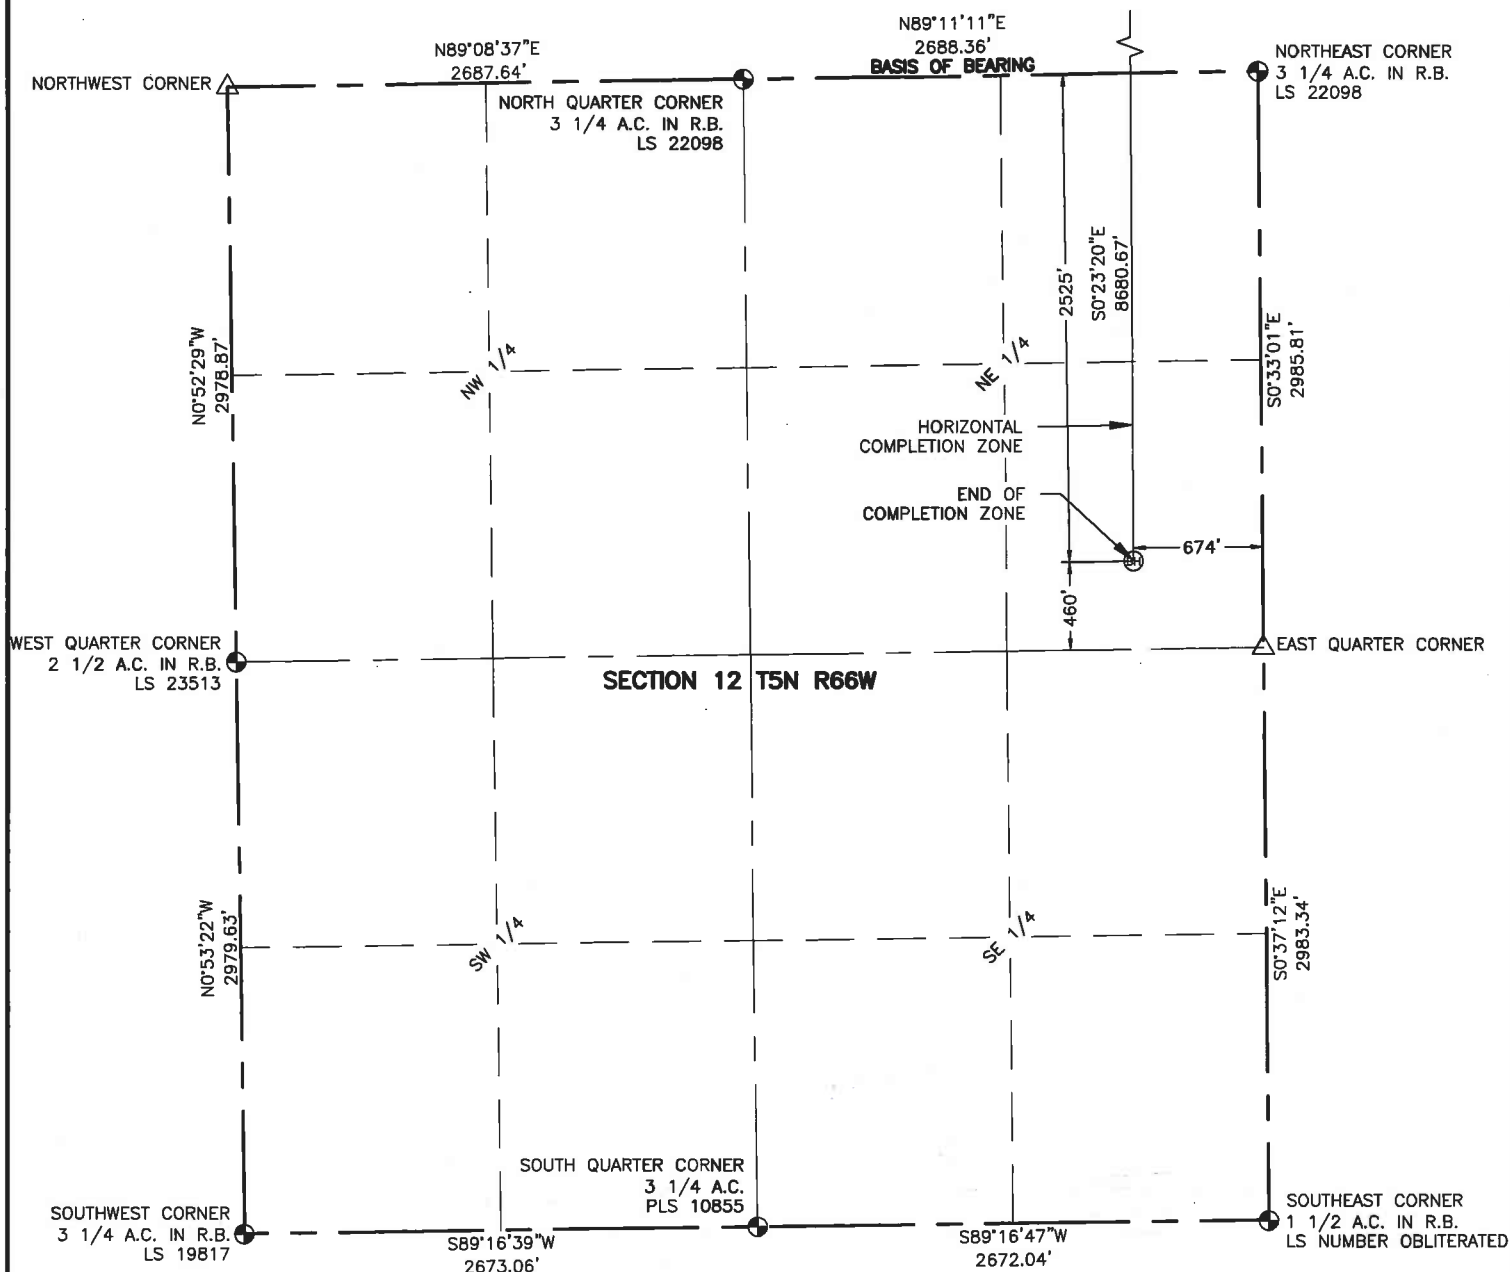 N89°11'11"E
2688.36'
BASIS OF BEARING
N89°08'37"E
2687.64'
NORTHEAST CORNER
3 1/4 A.C. IN R.B.
LS 22098
NORTHWEST CORNER
NORTH QUARTER CORNER
3 1/4 A.C. IN R.B.
LS 22098
2525'
S0°23'20"E
8680.67'
N0°52'29"W
2978.87'
NW 1/4
NE 1/4
S0°33'01"E
2985.81'
HORIZONTAL
COMPLETION ZONE
END OF
COMPLETION ZONE
674'
BH
460'
WEST QUARTER CORNER
2 1/2 A.C. IN R.B.
LS 23513
EAST QUARTER CORNER
SECTION 12 T5N R66W
N0°53'22"W
2979.63'
SW 1/4
SE 1/4
S0°37'12"E
2983.34'
SOUTH QUARTER CORNER
3 1/4 A.C.
PLS 10855
SOUTHWEST CORNER
3 1/4 A.C. IN R.B.
LS 19817
SOUTHEAST CORNER
1 1/2 A.C. IN R.B.
LS NUMBER OBLITERATED
S89°16'39"W
2673.06'
S89°16'47"W
2672.04'